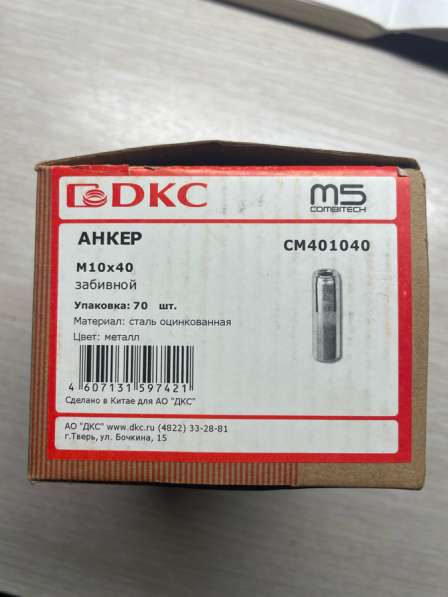 DKC
M5
COMBITECH
АНКЕР
CM401040
M10x40
забивной
Упаковка: 70 шт.
Материал: сталь оцинкованная
Цвет: металл
4 607131 597421
Сделано в Китае для АО "ДКС"
АО "ДКС" www.dkc.ru (4822) 33-28-81
г.Тверь, ул. Бочкина, 15